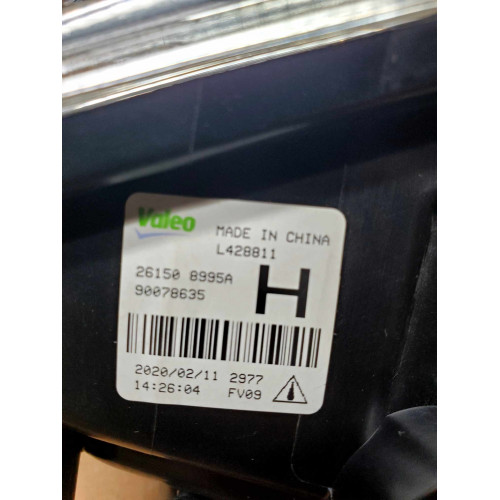 Valeo MADE IN CHINA
L428811
26150 8995A H
90078635
2020/02/11 2977
14:26:04 FV09